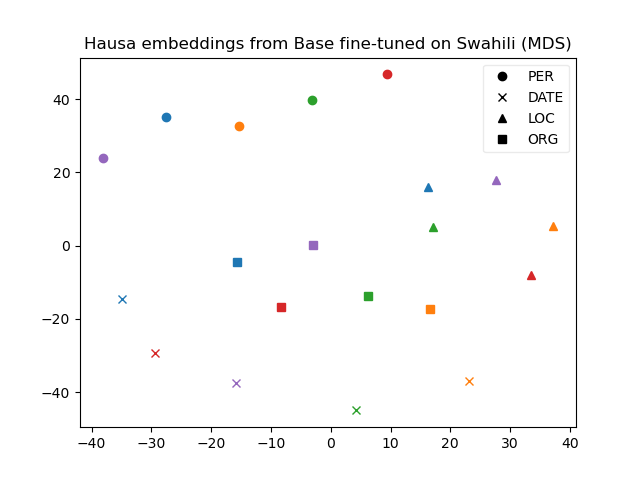 Hausa embeddings from Base fine-tuned on Swahili (MDS)
PER
DATE
LOC
ORG
40
20
0
−20
−40
−40 −30 −20 −10 0 10 20 30 40